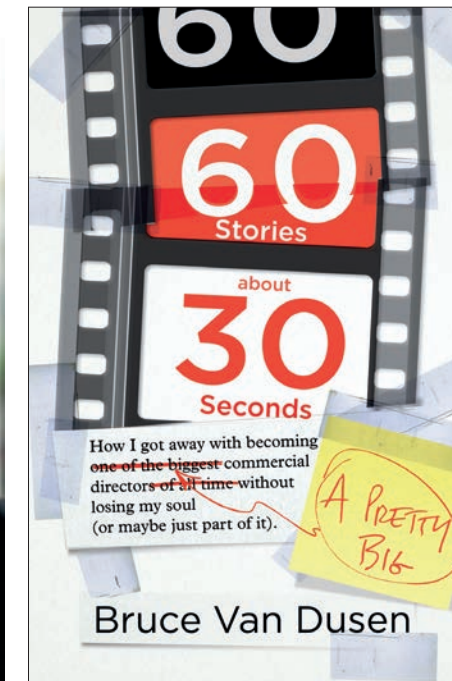 60
60
Stories
about
30
Seconds
How I got away with becoming
one of the biggest commercial
directors of all time without
losing my soul
(or maybe just part of it).
A PRETTY
BIG
Bruce Van Dusen